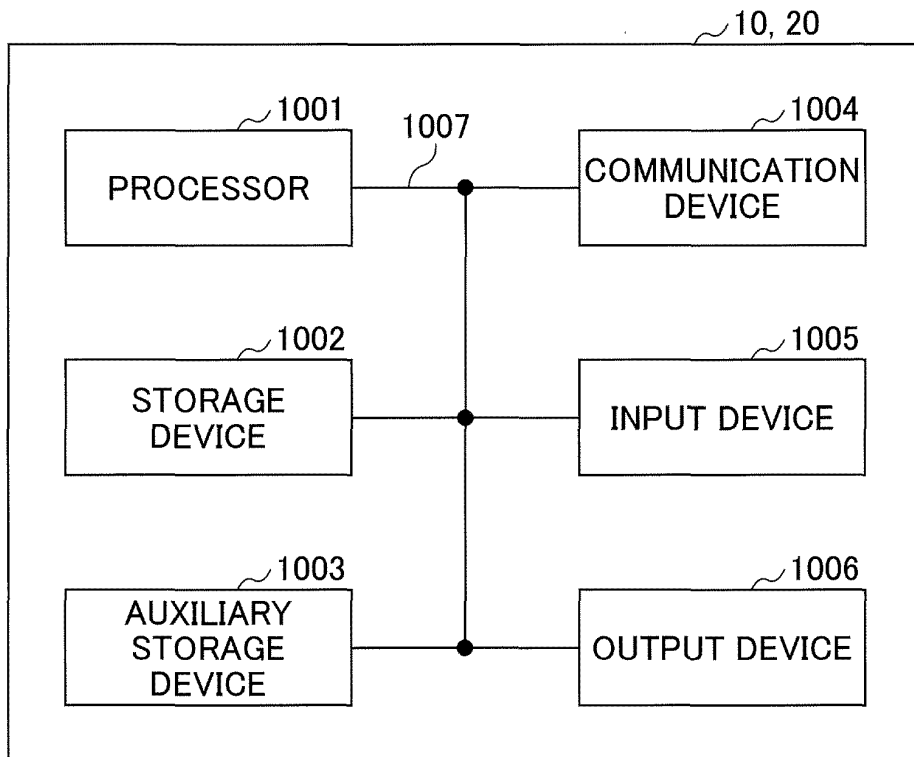 10, 20
1001
PROCESSOR
1007
1004
COMMUNICATION
DEVICE
1002
STORAGE
DEVICE
1005
INPUT DEVICE
1003
AUXILIARY
STORAGE
DEVICE
1006
OUTPUT DEVICE